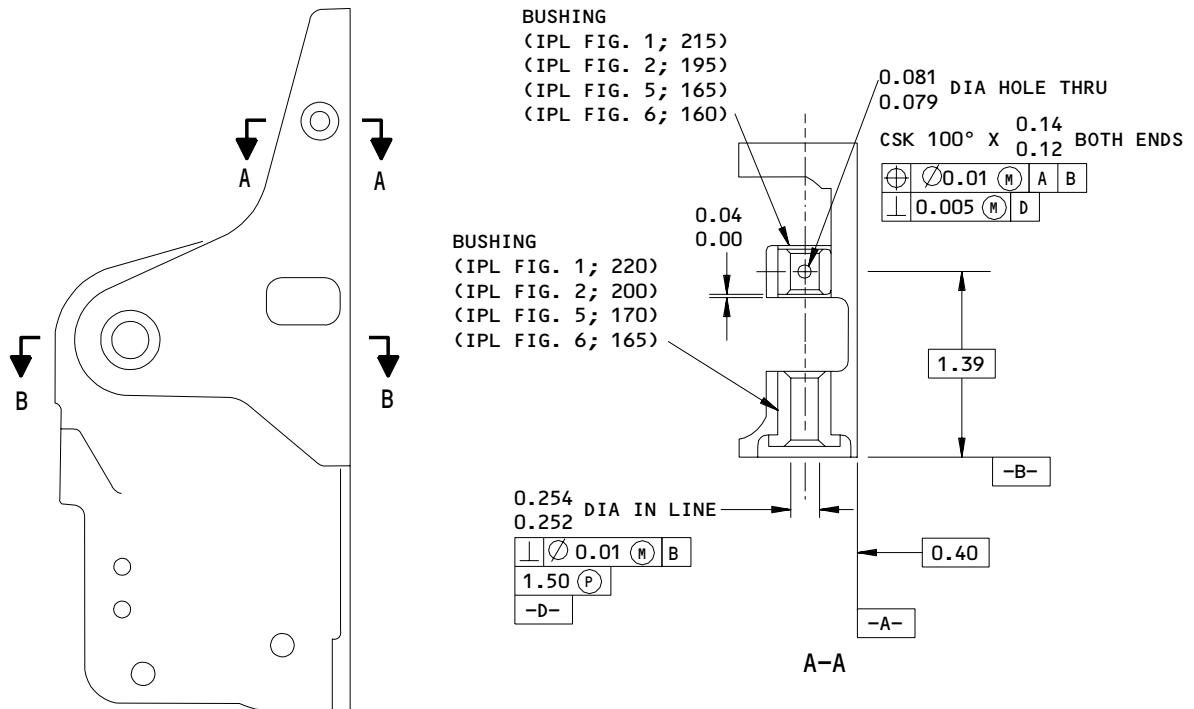 A
A
B
B
BUSHING
(IPL FIG. 1; 215)
(IPL FIG. 2; 195)
(IPL FIG. 5; 165)
(IPL FIG. 6; 160)
0.081
0.079 DIA HOLE THRU
CSK 100° X 0.14
0.12 BOTH ENDS
⌖ ∅0.01 Ⓜ A B
⊥ 0.005 Ⓜ D
0.04
0.00
BUSHING
(IPL FIG. 1; 220)
(IPL FIG. 2; 200)
(IPL FIG. 5; 170)
(IPL FIG. 6; 165)
1.39
-B-
0.254
0.252 DIA IN LINE
⊥ ∅ 0.01 Ⓜ B
1.50 Ⓟ
-D-
0.40
-A-
A-A